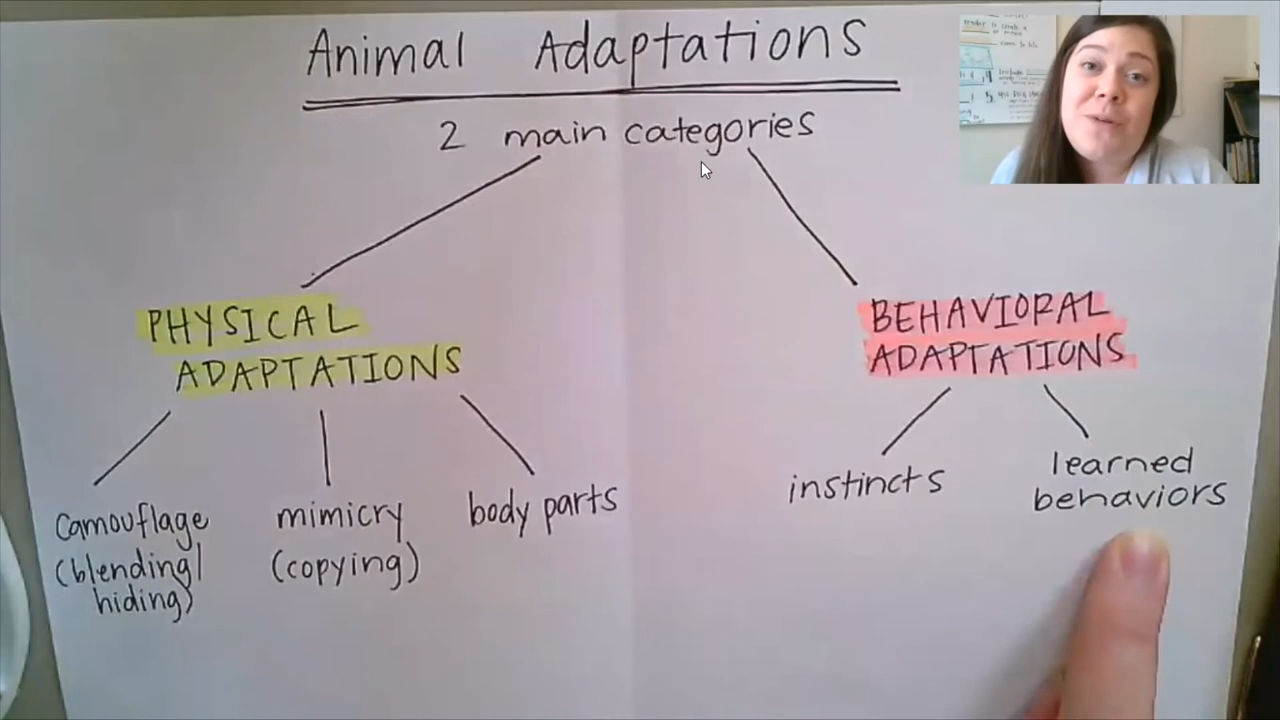 Animal Adaptations
2 main categories
PHYSICAL
ADAPTATIONS
camouflage
(blending/
hiding)
mimicry
(copying)
body parts
BEHAVIORAL
ADAPTATIONS
instincts
learned
behaviors